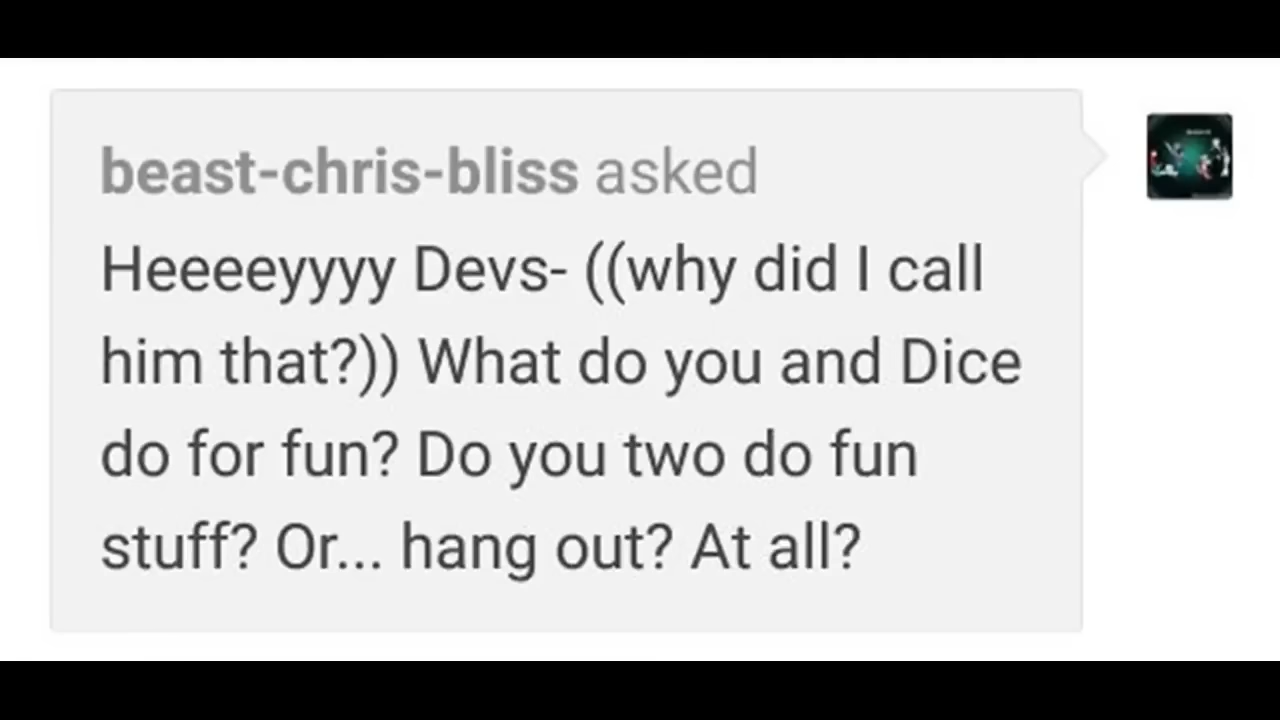 beast-chris-bliss asked
Heeeeyyyy Devs- ((why did I call
him that?)) What do you and Dice
do for fun? Do you two do fun
stuff? Or... hang out? At all?